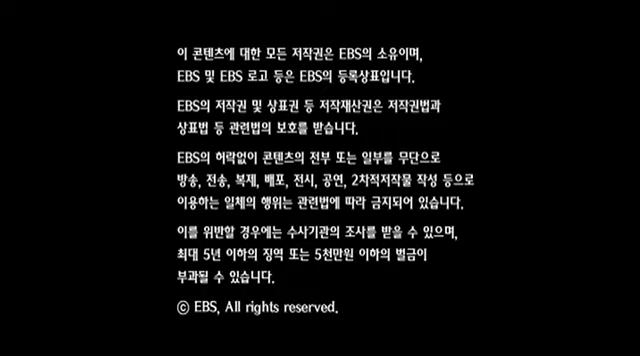 이 콘텐츠에 대한 모든 저작권은 EBS의 소유이며,
EBS 및 EBS 로고 등은 EBS의 등록상표입니다.
EBS의 저작권 및 상표권 등 저작재산권은 저작권법과
상표법 등 관련법의 보호를 받습니다.
EBS의 허락없이 콘텐츠의 전부 또는 일부를 무단으로
방송, 전송, 복제, 배포, 전시, 공연, 2차적저작물 작성 등으로
이용하는 일체의 행위는 관련법에 따라 금지되어 있습니다.
이를 위반할 경우에는 수사기관의 조사를 받을 수 있으며,
최대 5년 이하의 징역 또는 5천만원 이하의 벌금이
부과될 수 있습니다.
© EBS, All rights reserved.